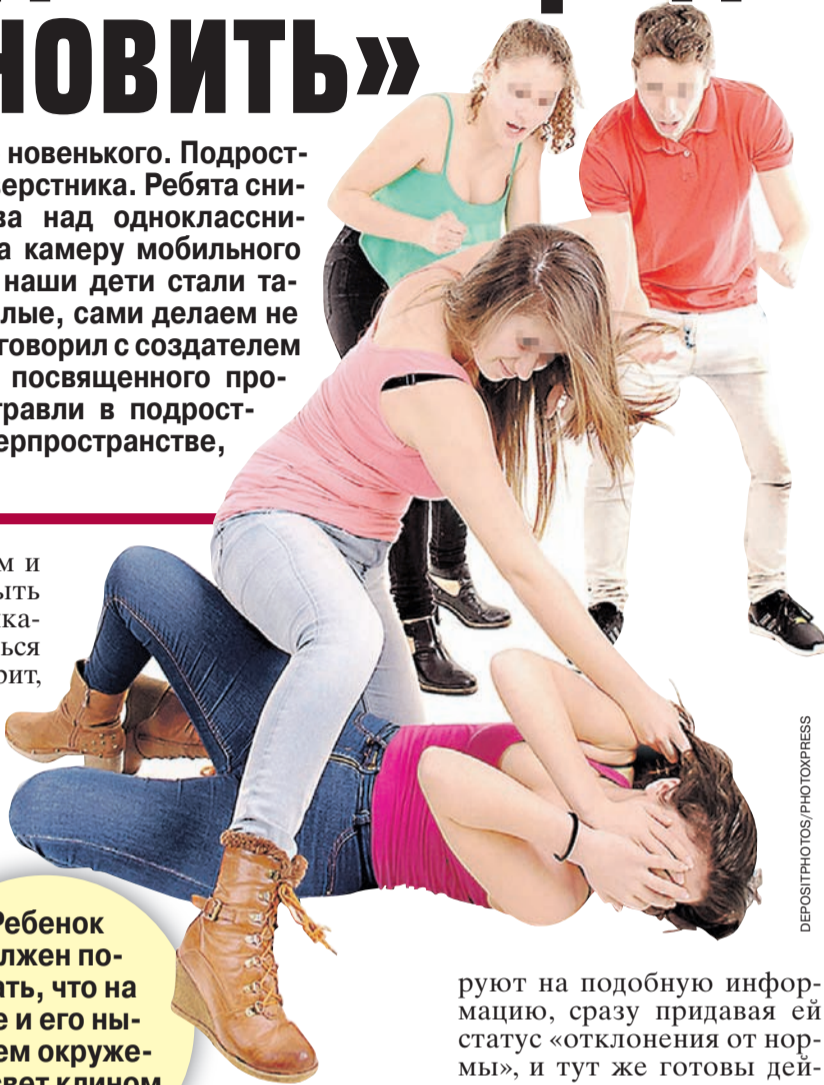 НОВИТЬ»
новенького. Подрост-
верстника. Ребята сни-
ва над одноклассни-
а камеру мобильного
наши дети стали та-
лые, сами делаем не
говорил с создателем
посвященного про-
травли в подрост-
ерпространстве,
м и
ыть
ка-
ься
рит,
DEPOSITPHOTOS/PHOTOXPRESS
Ребенок
лжен по-
ать, что на
е и его ны-
ем окруже-
свет клином
руют на подобную инфор-
мацию, сразу придавая ей
статус «отклонения от нор-
мы», и тут же готовы дей-